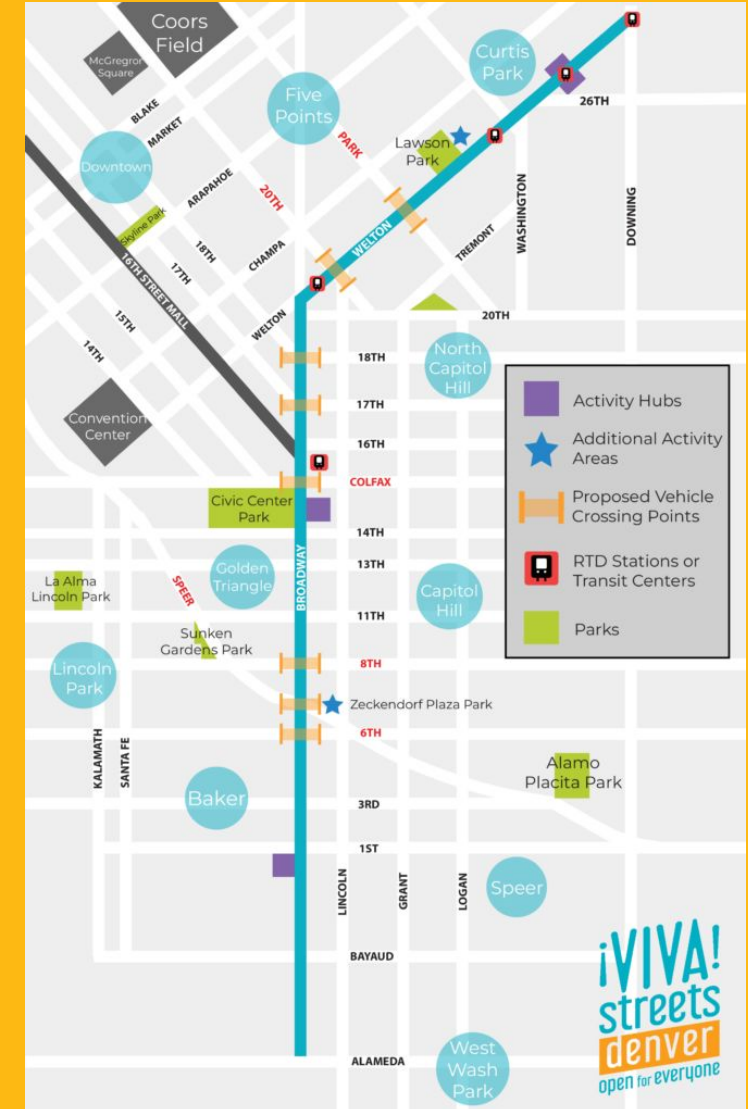 Coors
Field
McGregror
Square
Curtis
Park
BLAKE
MARKET
Five
Points
26TH
PARK
Lawson
Park
Downtown
ARAPAHOE
20TH
WASHINGTON
DOWNING
Skyline Park
18TH
CHAMPA
WELTON
TREMONT
16TH STREET MALL
17TH
15TH
WELTON
14TH
20TH
18TH
North
Capitol
Hill
17TH
Convention
Center
16TH
COLFAX
Civic Center
Park
14TH
13TH
Golden
Triangle
BROADWAY
La Alma
Lincoln Park
SPEER
Capitol
Hill
11TH
Sunken
Gardens Park
8TH
Lincoln
Park
Zeckendorf Plaza Park
6TH
KALAMATH
SANTA FE
Alamo
Placita Park
Baker
3RD
1ST
LINCOLN
GRANT
LOGAN
Speer
BAYAUD
ALAMEDA
West
Wash
Park
Activity Hubs
Additional Activity
Areas
Proposed Vehicle
Crossing Points
RTD Stations or
Transit Centers
Parks
¡VIVA!
streets
denver
open for everyone